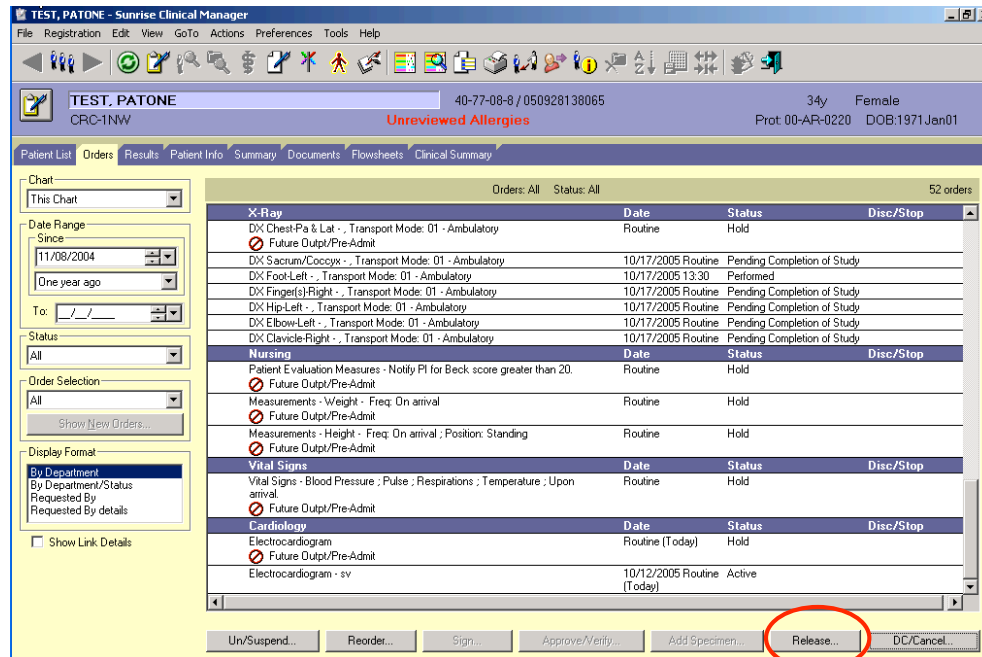 TEST, PATONE - Sunrise Clinical Manager
File Registration Edit View GoTo Actions Preferences Tools Help
TEST, PATONE 40-77-08-8 / 050928138065 34y Female
CRC-1NW Unreviewed Allergies Prot: 00-AR-0220 DOB:1971Jan01
Patient List Orders Results Patient Info Summary Documents Flowsheets Clinical Summary
Chart
This Chart
Date Range
Since
11/08/2004
One year ago
To: _/_/___
Status
All
Order Selection
All
Show New Orders...
Display Format
By Department
By Department/Status
Requested By
Requested By details
Show Link Details
Orders: All Status: All 52 orders
X-Ray Date Status Disc/Stop
DX Chest-Pa & Lat - , Transport Mode: 01 - Ambulatory Routine Hold
Future Outpt/Pre-Admit
DX Sacrum/Coccyx - , Transport Mode: 01 - Ambulatory 10/17/2005 Routine Pending Completion of Study
DX Foot-Left - , Transport Mode: 01 - Ambulatory 10/17/2005 13:30 Performed
DX Finger(s)-Right - , Transport Mode: 01 - Ambulatory 10/17/2005 Routine Pending Completion of Study
DX Hip-Left - , Transport Mode: 01 - Ambulatory 10/17/2005 Routine Pending Completion of Study
DX Elbow-Left - , Transport Mode: 01 - Ambulatory 10/17/2005 Routine Pending Completion of Study
DX Clavicle-Right - , Transport Mode: 01 - Ambulatory 10/17/2005 Routine Pending Completion of Study
Nursing Date Status Disc/Stop
Patient Evaluation Measures - Notify PI for Beck score greater than 20. Routine Hold
Future Outpt/Pre-Admit
Measurements - Weight - Freq: On arrival Routine Hold
Future Outpt/Pre-Admit
Measurements - Height - Freq: On arrival ; Position: Standing Routine Hold
Future Outpt/Pre-Admit
Vital Signs Date Status Disc/Stop
Vital Signs - Blood Pressure ; Pulse ; Respirations ; Temperature ; Upon Routine Hold
arrival.
Future Outpt/Pre-Admit
Cardiology Date Status Disc/Stop
Electrocardiogram Routine (Today) Hold
Future Outpt/Pre-Admit
Electrocardiogram - sv 10/12/2005 Routine Active
(Today)
Un/Suspend... Reorder... Sign... Approve/Verify... Add Specimen... Release... DC/Cancel...